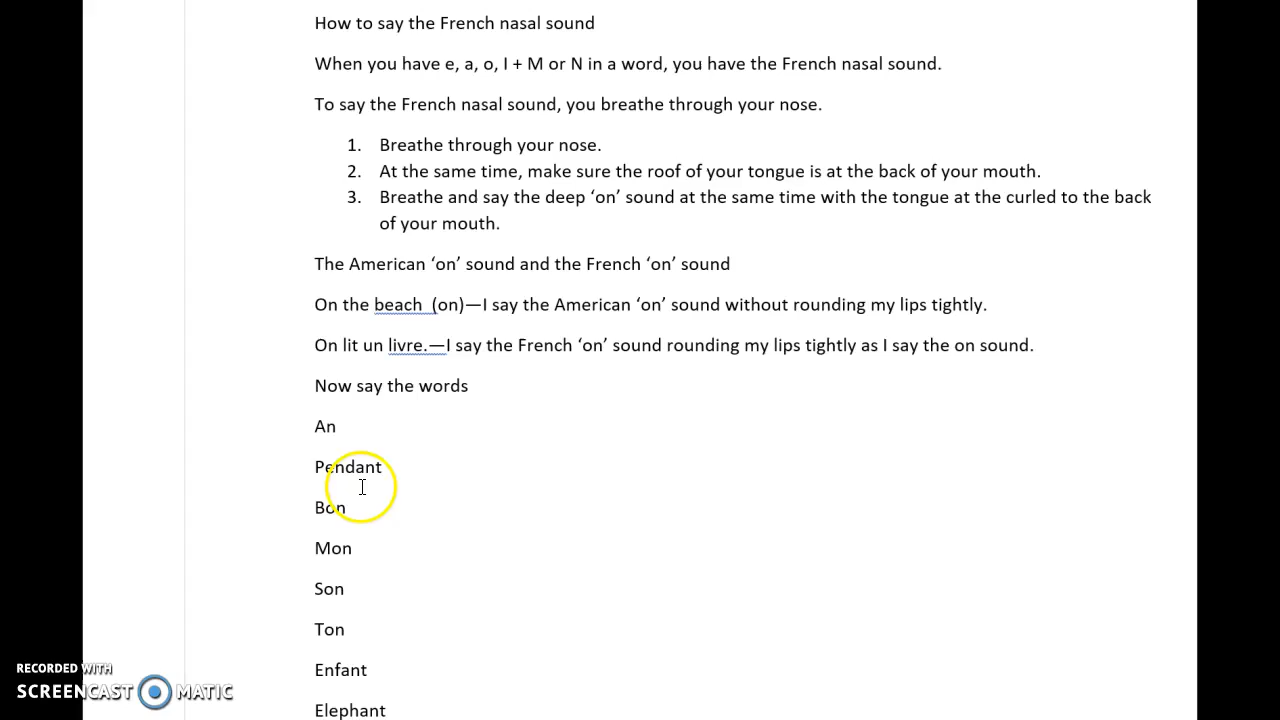 How to say the French nasal sound
When you have e, a, o, I + M or N in a word, you have the French nasal sound.
To say the French nasal sound, you breathe through your nose.
1. Breathe through your nose.
2. At the same time, make sure the roof of your tongue is at the back of your mouth.
3. Breathe and say the deep ‘on’ sound at the same time with the tongue at the curled to the back
of your mouth.
The American ‘on’ sound and the French ‘on’ sound
On the beach  (on)—I say the American ‘on’ sound without rounding my lips tightly.
On lit un livre.—I say the French ‘on’ sound rounding my lips tightly as I say the on sound.
Now say the words
An
Pendant
Bon
Mon
Son
Ton
Enfant
Elephant
RECORDED WITH
SCREENCAST MATIC